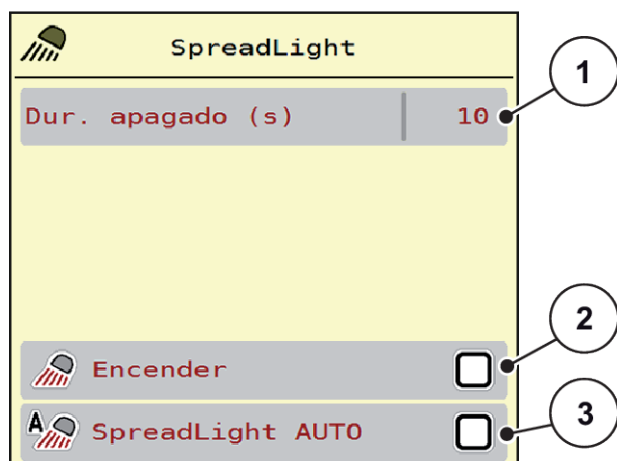 SpreadLight
1
Dur. apagado (s) 10
2
Encender
3
A
SpreadLight AUTO